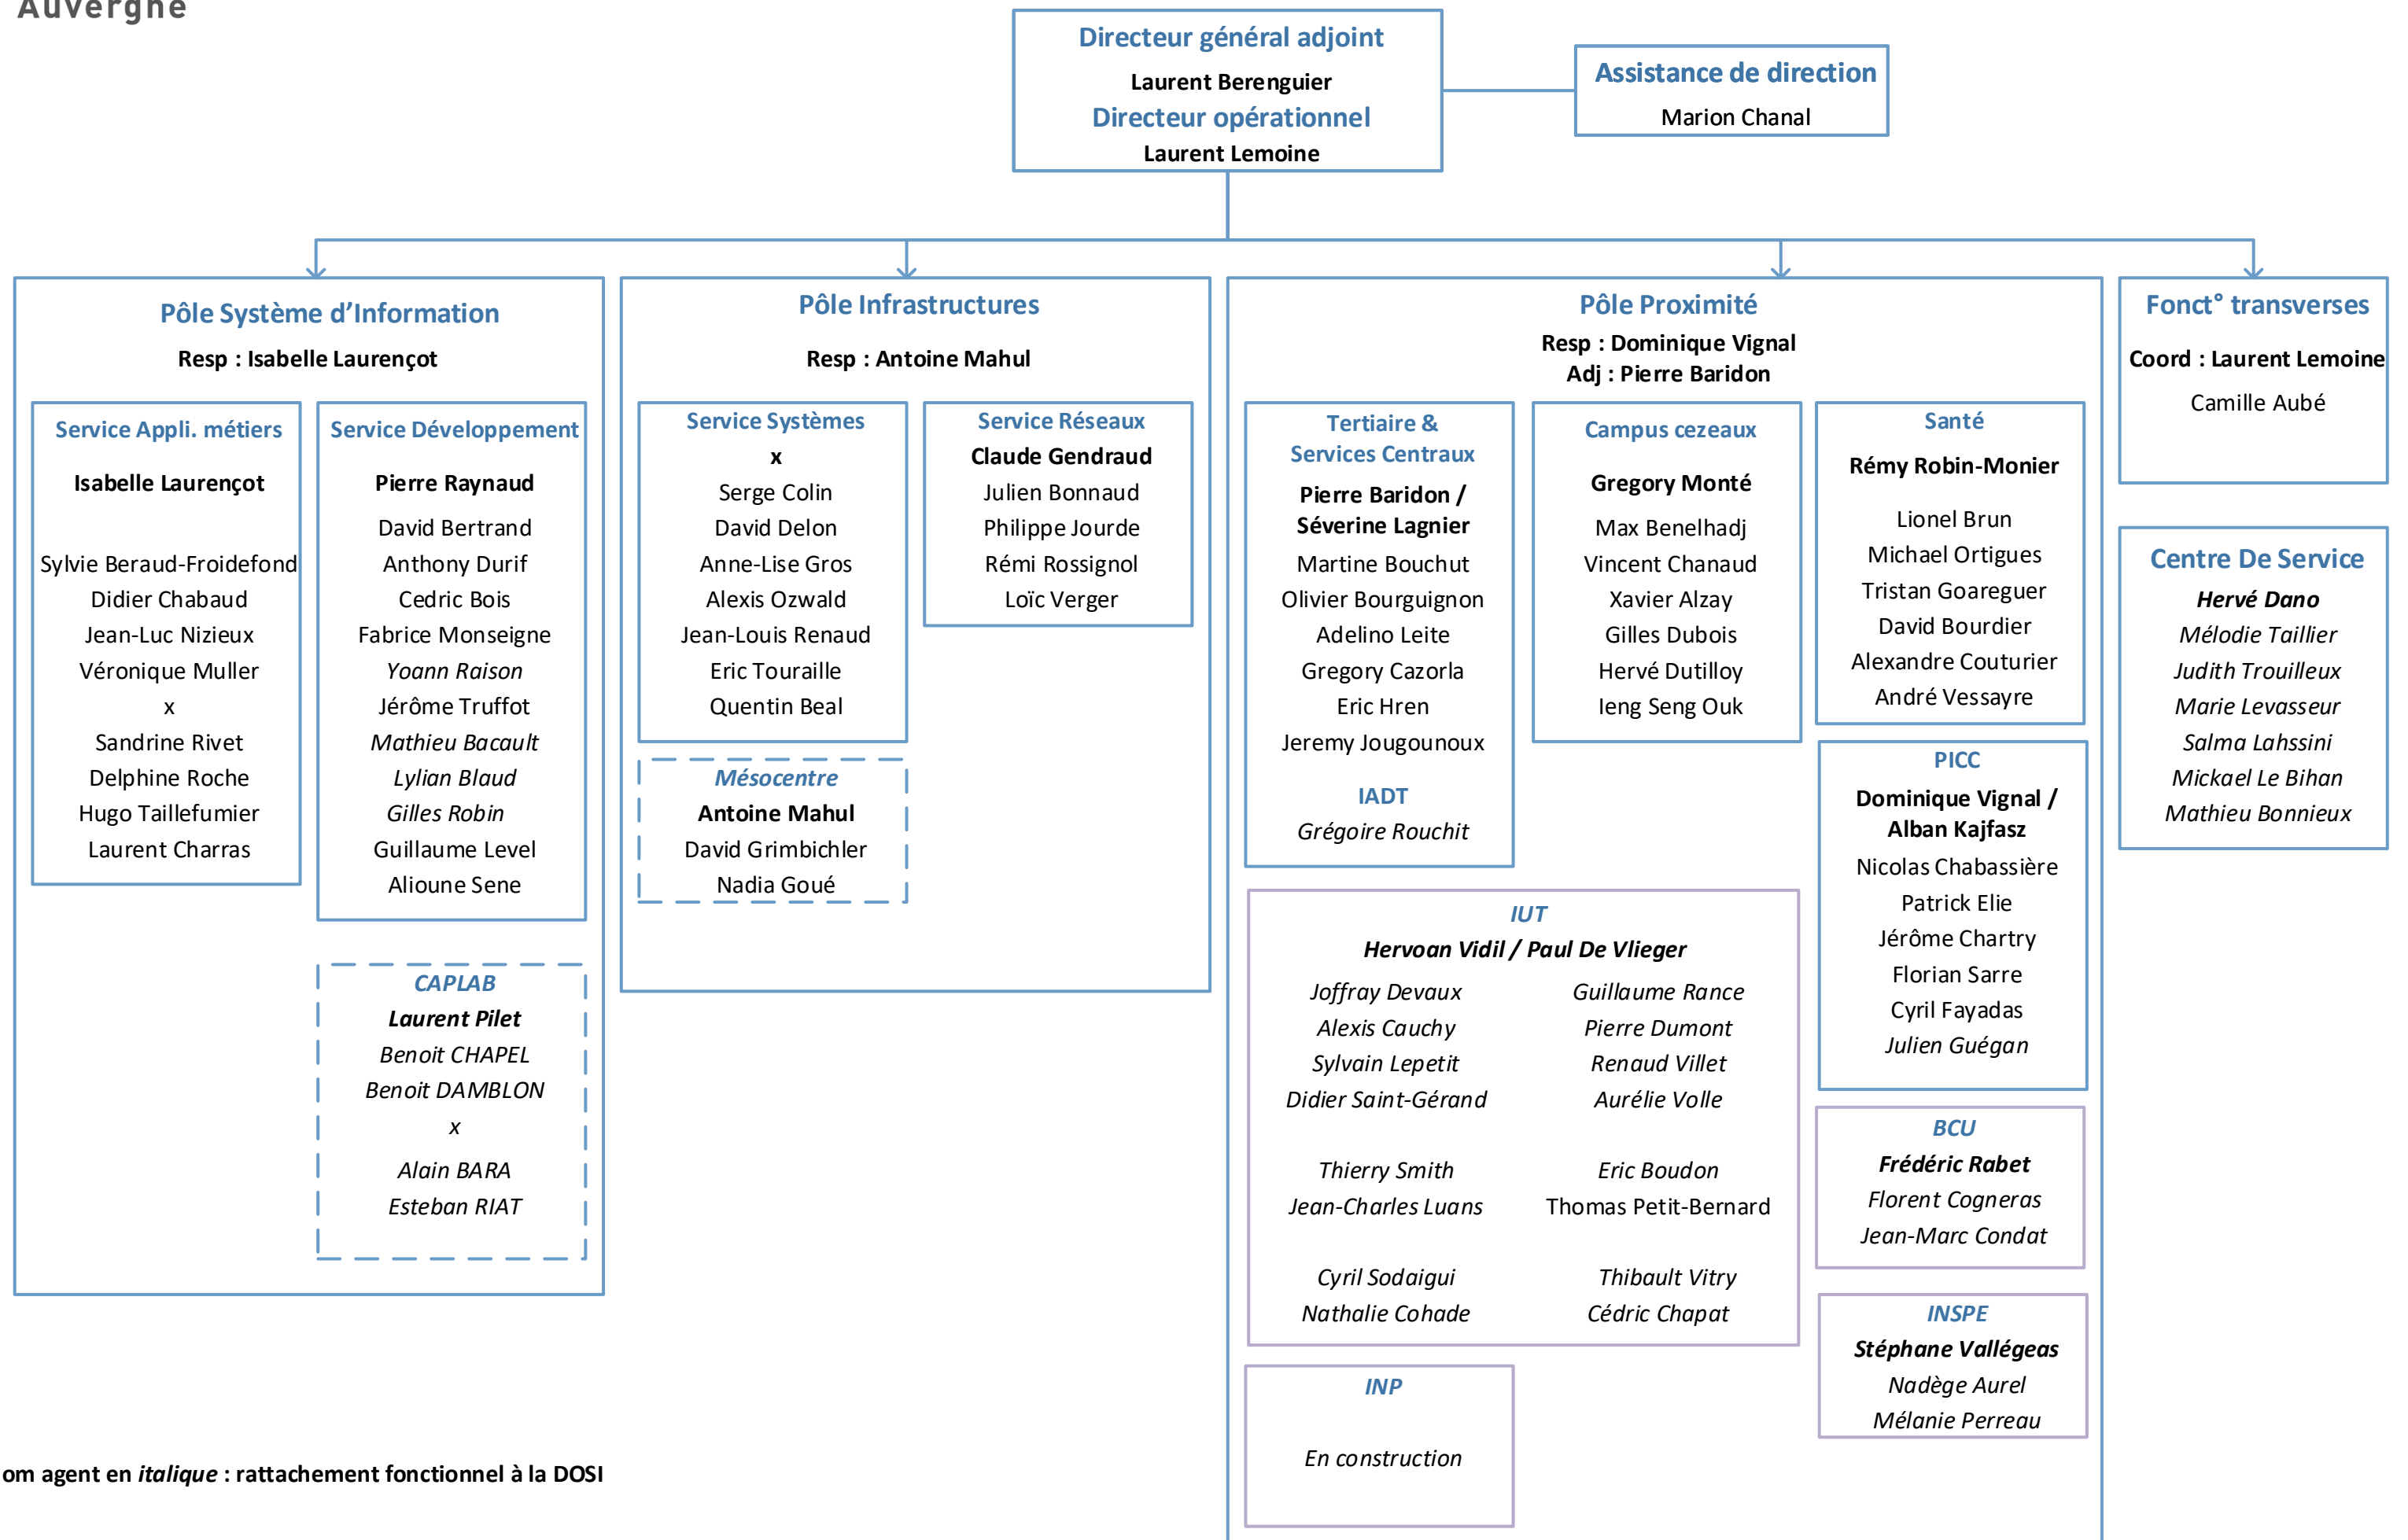 Auvergne
Directeur général adjoint
Laurent Berenguier
Directeur opérationnel
Laurent Lemoine
Assistance de direction
Marion Chanal
Pôle Système d’Information
Resp : Isabelle Laurençot
Service Appli. métiers
Isabelle Laurençot
Sylvie Beraud-Froidefond
Didier Chabaud
Jean-Luc Nizieux
Véronique Muller
x
Sandrine Rivet
Delphine Roche
Hugo Taillefumier
Laurent Charras
Service Développement
Pierre Raynaud
David Bertrand
Anthony Durif
Cedric Bois
Fabrice Monseigne
Yoann Raison
Jérôme Truffot
Mathieu Bacault
Lylian Blaud
Gilles Robin
Guillaume Level
Alioune Sene
CAPLAB
Laurent Pilet
Benoit CHAPEL
Benoit DAMBLON
x
Alain BARA
Esteban RIAT
Pôle Infrastructures
Resp : Antoine Mahul
Service Systèmes
x
Serge Colin
David Delon
Anne-Lise Gros
Alexis Ozwald
Jean-Louis Renaud
Eric Touraille
Quentin Beal
Mésocentre
Antoine Mahul
David Grimbichler
Nadia Goué
Service Réseaux
Claude Gendraud
Julien Bonnaud
Philippe Jourde
Rémi Rossignol
Loïc Verger
Pôle Proximité
Resp : Dominique Vignal
Adj : Pierre Baridon
Tertiaire &
Services Centraux
Pierre Baridon /
Séverine Lagnier
Martine Bouchut
Olivier Bourguignon
Adelino Leite
Gregory Cazorla
Eric Hren
Jeremy Jougounoux
IADT
Grégoire Rouchit
Campus cezeaux
Gregory Monté
Max Benelhadj
Vincent Chanaud
Xavier Alzay
Gilles Dubois
Hervé Dutilloy
Ieng Seng Ouk
Santé
Rémy Robin-Monier
Lionel Brun
Michael Ortigues
Tristan Goareguer
David Bourdier
Alexandre Couturier
André Vessayre
PICC
Dominique Vignal /
Alban Kajfasz
Nicolas Chabassière
Patrick Elie
Jérôme Chartry
Florian Sarre
Cyril Fayadas
Julien Guégan
IUT
Hervoan Vidil / Paul De Vlieger
Joffray Devaux
Alexis Cauchy
Sylvain Lepetit
Didier Saint-Gérand
Thierry Smith
Jean-Charles Luans
Cyril Sodaigui
Nathalie Cohade
Guillaume Rance
Pierre Dumont
Renaud Villet
Aurélie Volle
Eric Boudon
Thomas Petit-Bernard
Thibault Vitry
Cédric Chapat
BCU
Frédéric Rabet
Florent Cogneras
Jean-Marc Condat
INSPE
Stéphane Vallégeas
Nadège Aurel
Mélanie Perreau
INP
En construction
Fonct° transverses
Coord : Laurent Lemoine
Camille Aubé
Centre De Service
Hervé Dano
Mélodie Taillier
Judith Trouilleux
Marie Levasseur
Salma Lahssini
Mickael Le Bihan
Mathieu Bonnieux
om agent en italique : rattachement fonctionnel à la DOSI